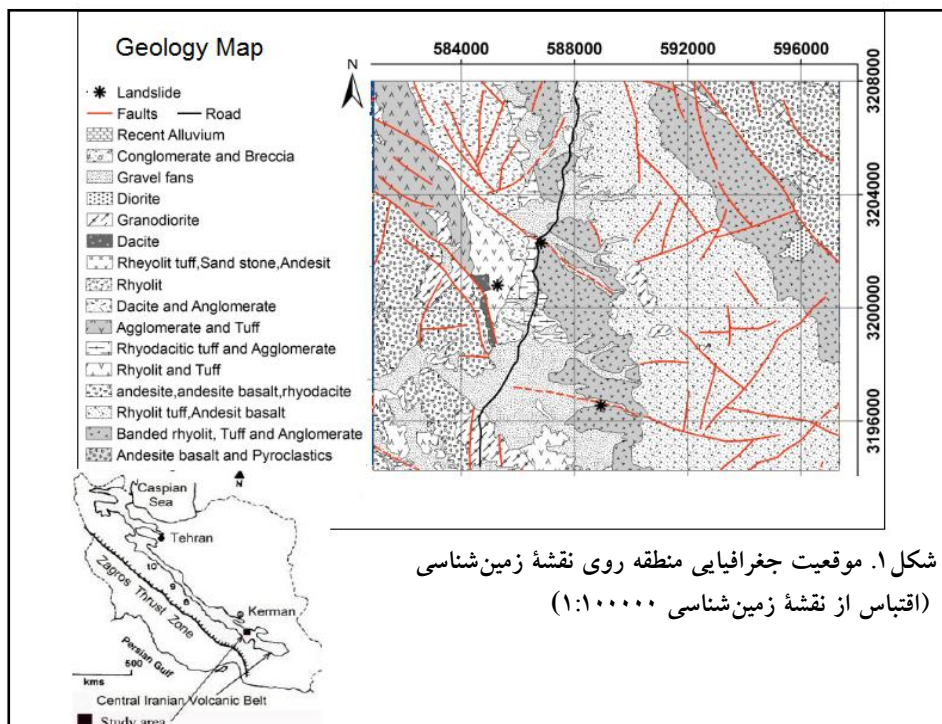 Geology Map
Landslide
Faults
Road
Recent Alluvium
Conglomerate and Breccia
Gravel fans
Diorite
Granodiorite
Dacite
Rheyolit tuff,Sand stone,Andesit
Rhyolit
Dacite and Anglomerate
Agglomerate and Tuff
Rhyodacitic tuff and Agglomerate
Rhyolit and Tuff
andesite,andesite basalt,rhyodacite
Rhyolit tuff,Andesit basalt
Banded rhyolit, Tuff and Anglomerate
Andesite basalt and Pyroclastics
N
584000 588000 592000 596000
3208000
3204000
3200000
3196000
N
Caspian
Sea
Tehran
10
Kerman
Zagros Thrust Zone
Persian Gulf
500
kms
Central Iranian Volcanic Belt
Study area
شکل۱. موقعیت جغرافیایی منطقه روی نقشۀ زمین‌شناسی
(اقتباس از نقشۀ زمین‌شناسی ۱:۱۰۰۰۰۰)